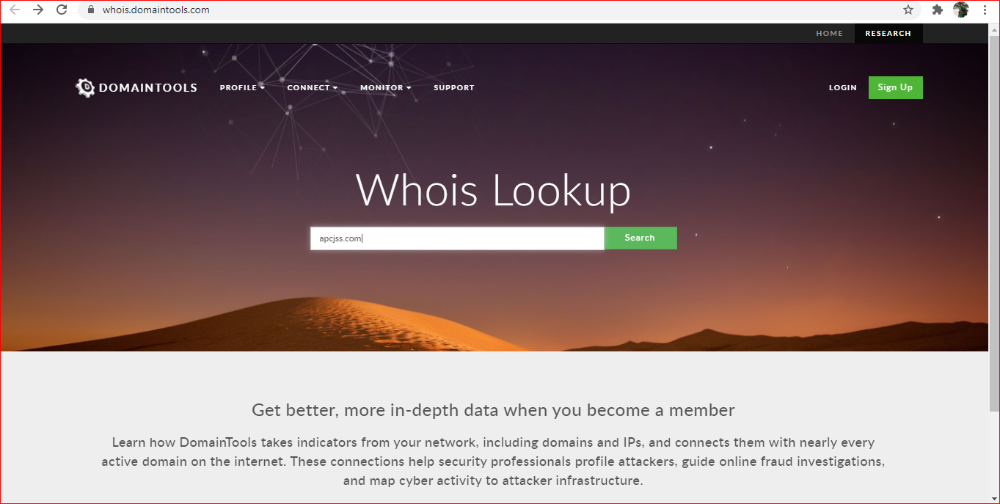 whois.domaintools.com
HOME RESEARCH
DOMAINTOOLS PROFILE CONNECT MONITOR SUPPORT LOGIN Sign Up
Whois Lookup
apcjss.com Search
Get better, more in-depth data when you become a member
Learn how DomainTools takes indicators from your network, including domains and IPs, and connects them with nearly every
active domain on the internet. These connections help security professionals profile attackers, guide online fraud investigations,
and map cyber activity to attacker infrastructure.